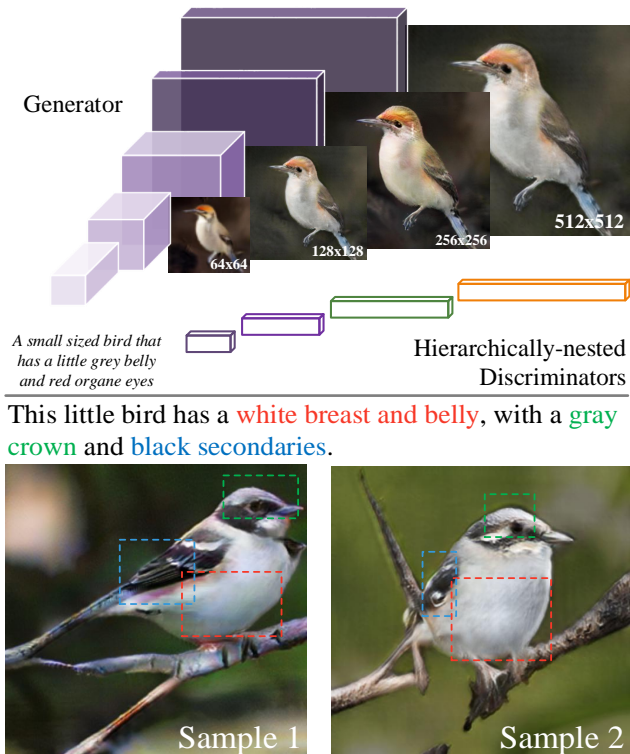 Generator
64x64
128x128
256x256
512x512
A small sized bird that
has a little grey belly
and red organe eyes
Hierarchically-nested
Discriminators
This little bird has a white breast and belly, with a gray
crown and black secondaries.
Sample 1
Sample 2